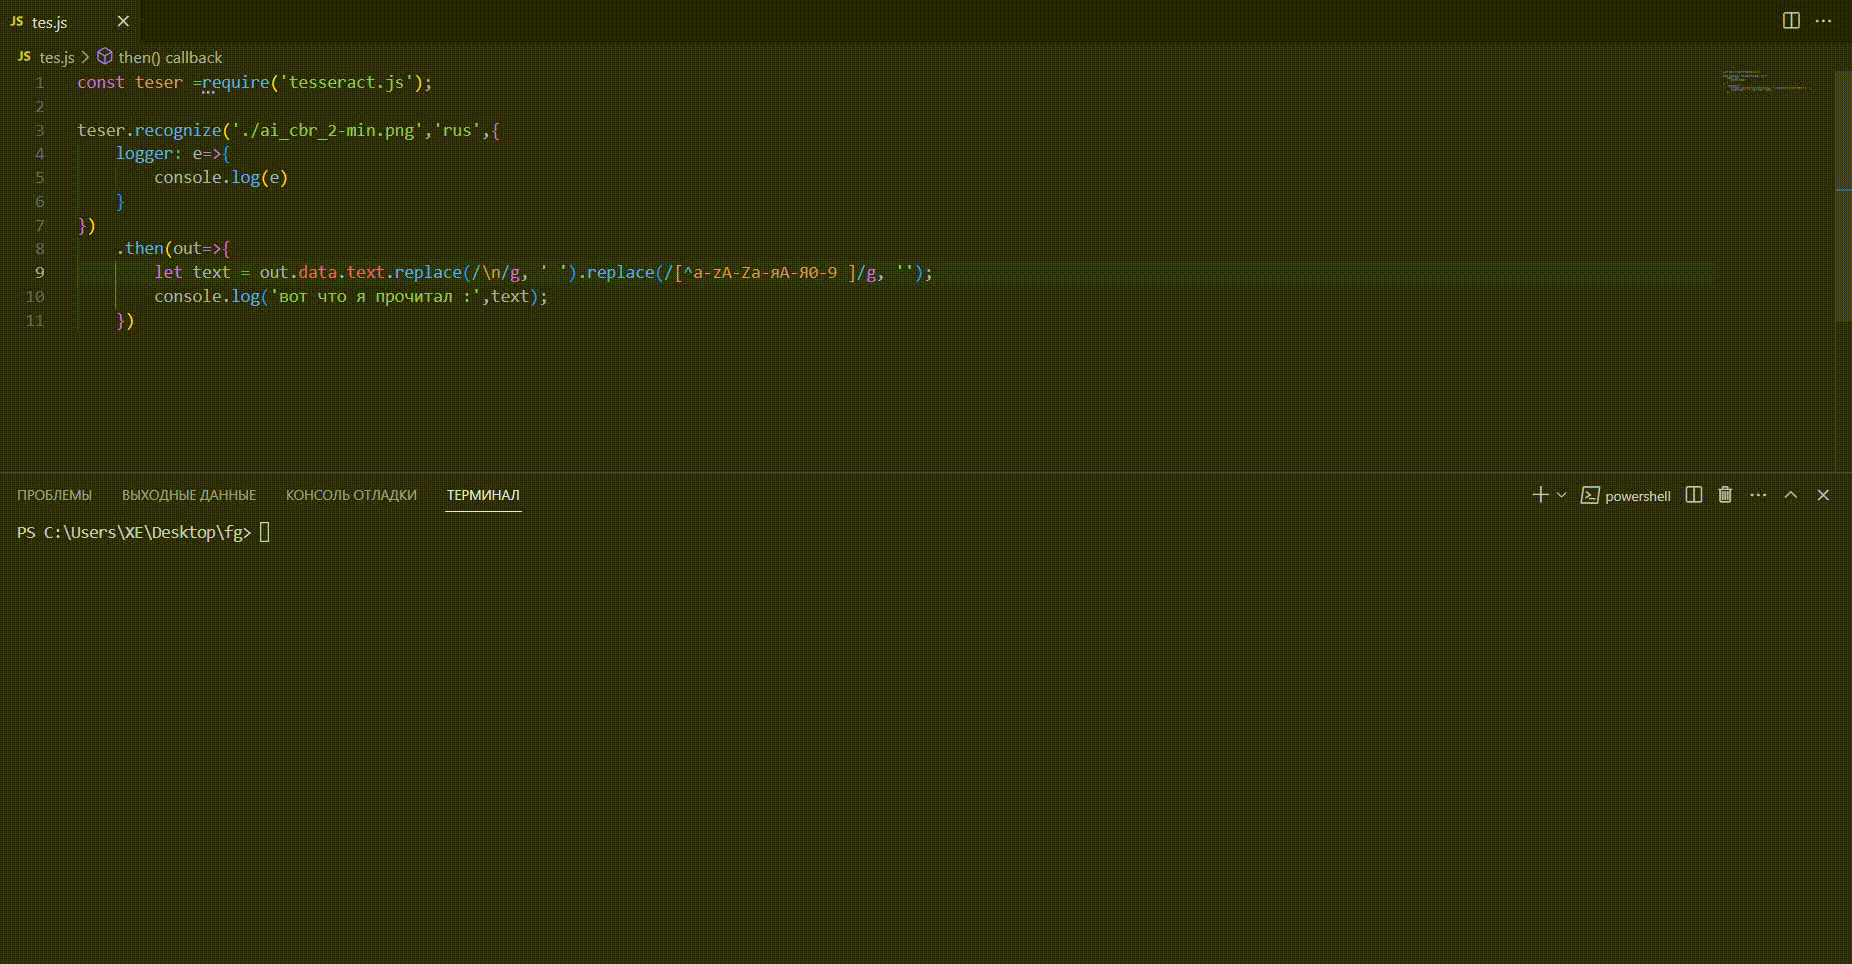 JS tes.js
JS tes.js > then() callback
1 const teser =require('tesseract.js');
2
3 teser.recognize('./ai_cbr_2-min.png','rus',{
4 logger: e=>{
5 console.log(e)
6 }
7 })
8 .then(out=>{
9 let text = out.data.text.replace(/\n/g, ' ').replace(/[^a-zA-Za-яА-Я0-9 ]/g, '');
10 console.log('вот что я прочитал :',text);
11 })
ПРОБЛЕМЫ ВЫХОДНЫЕ ДАННЫЕ КОНСОЛЬ ОТЛАДКИ ТЕРМИНАЛ powershell
PS C:\Users\XE\Desktop\fg>